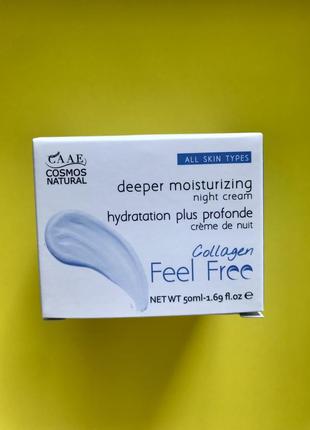 CAAE
COSMOS
NATURAL
ALL SKIN TYPES
deeper moisturizing
night cream
hydratation plus profonde
crème de nuit
Collagen
Feel Free
NET WT 50ml-1.69 fl.oz ℮